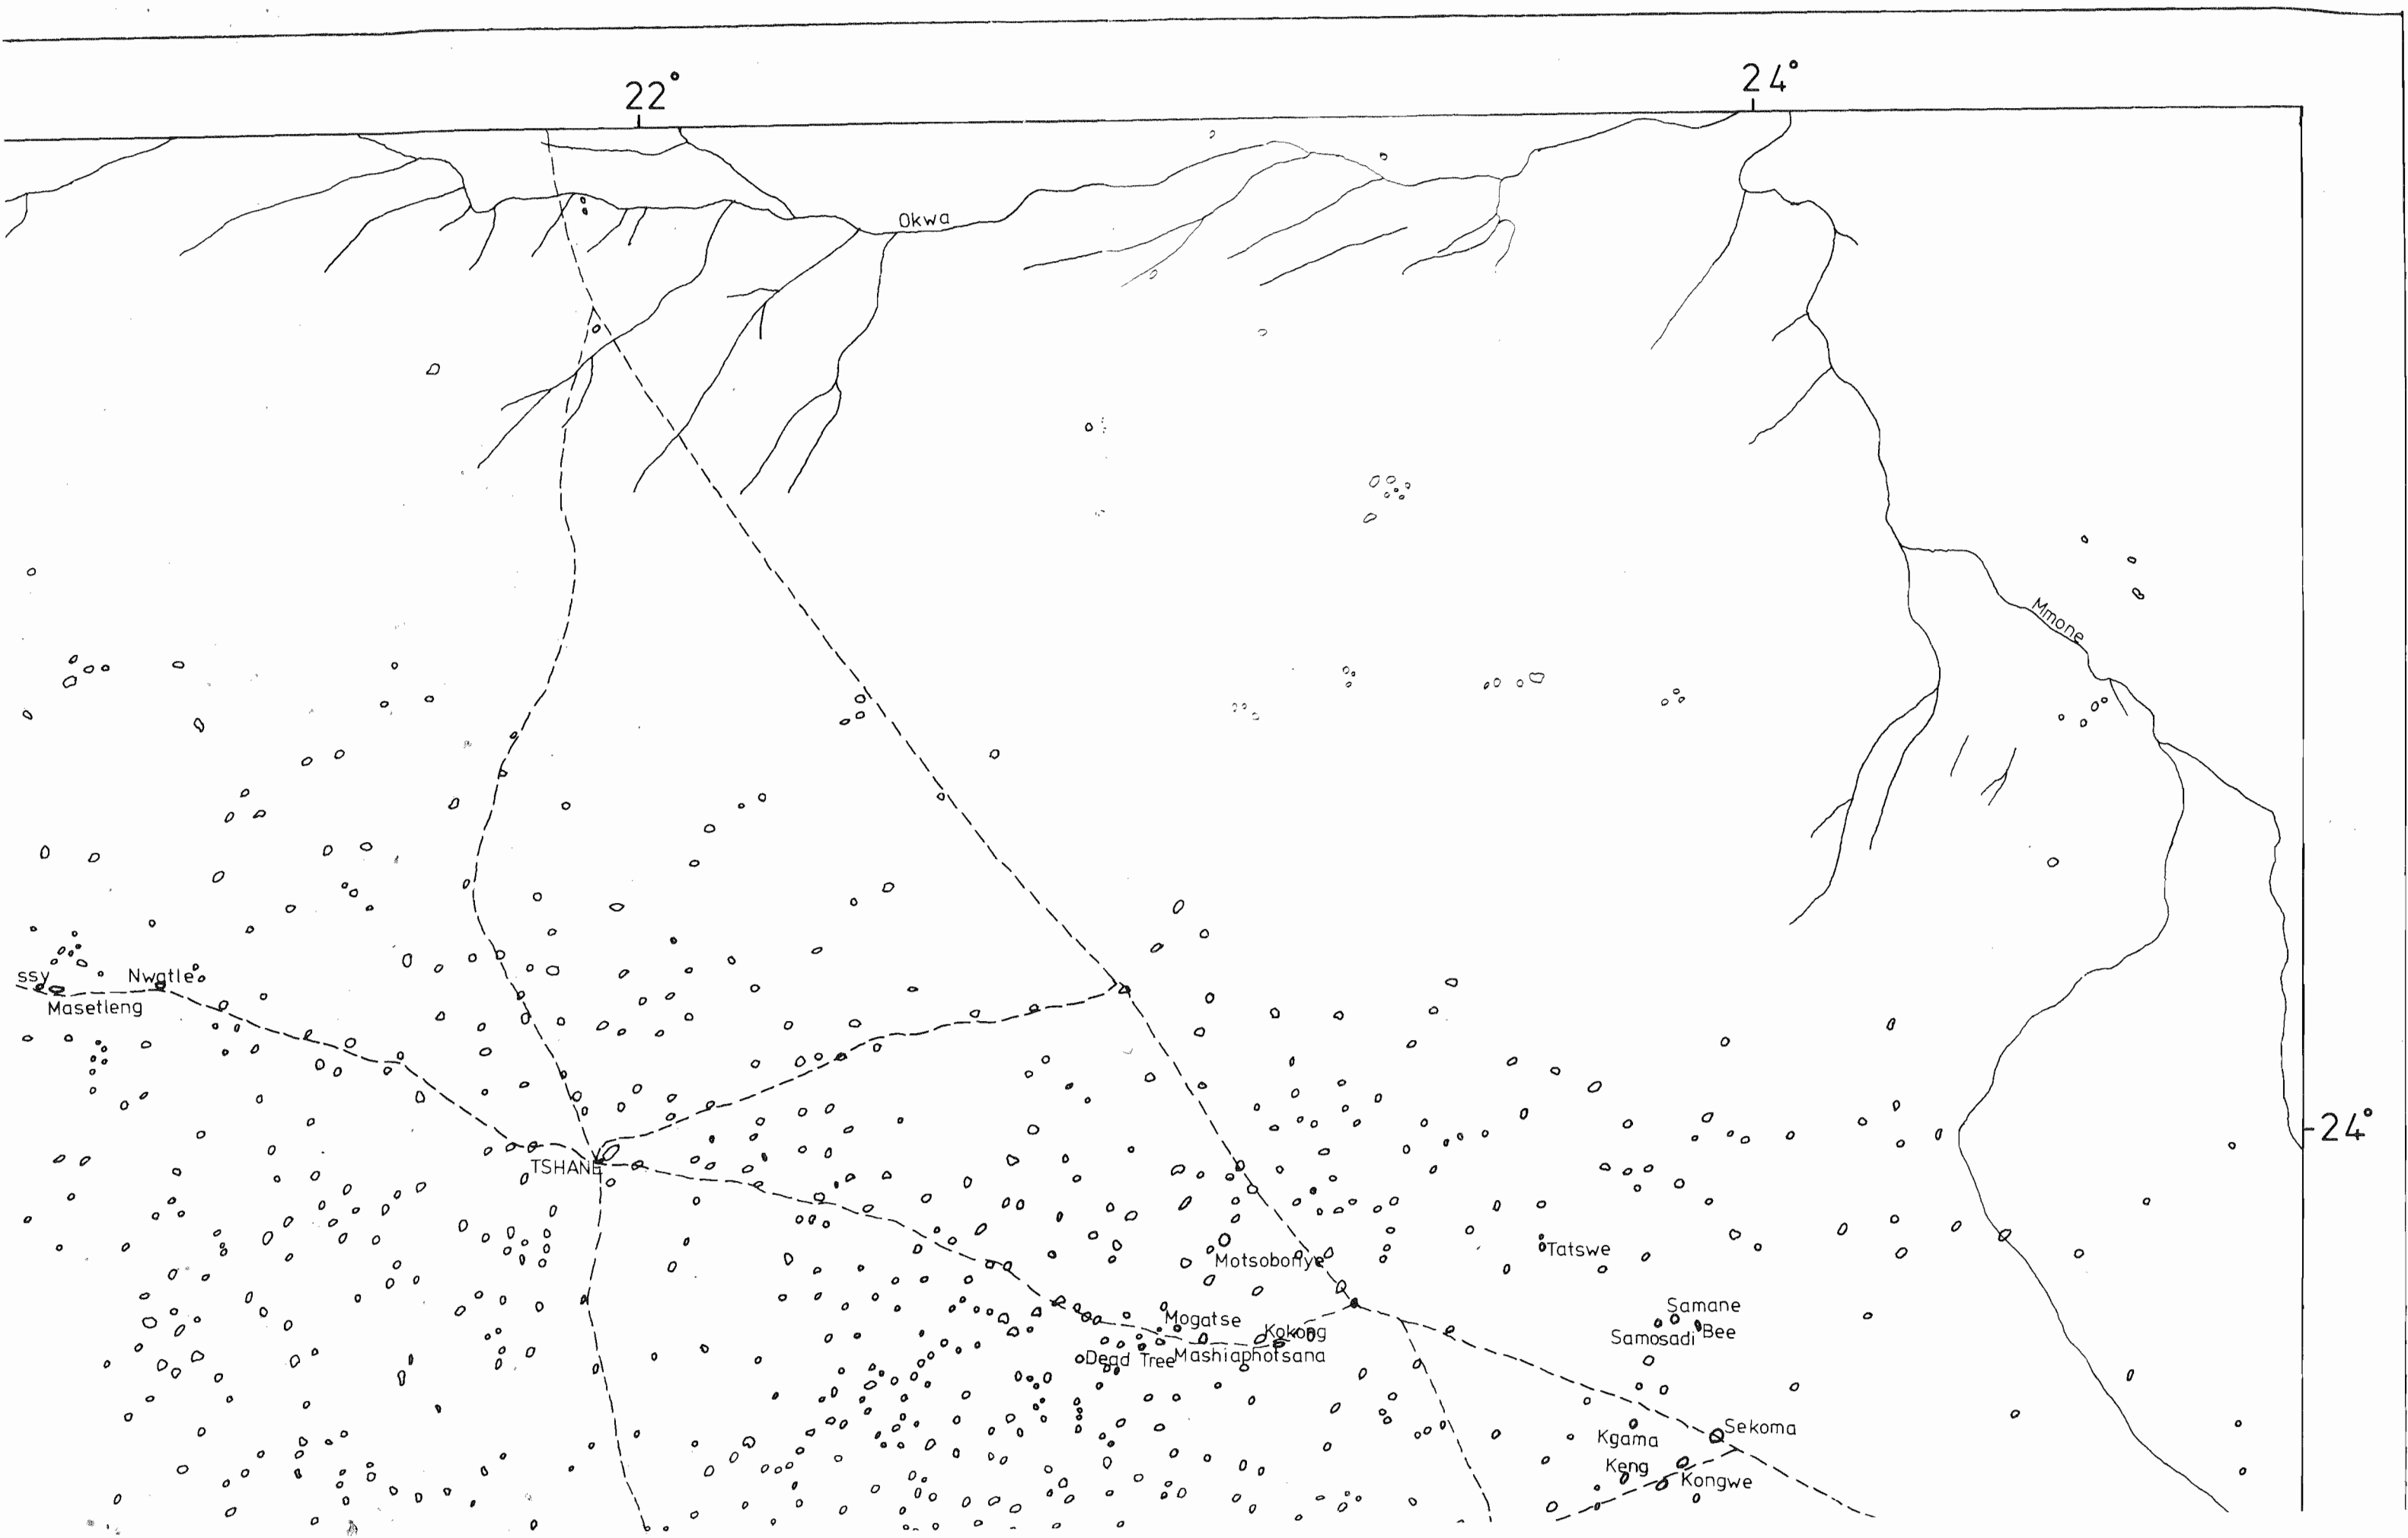 22°
24°
Okwa
Mmone
ssy
Nwatle
Masetleng
24°
TSHANE
Tatswe
Motsobonye
Samane
Mogatse
Bee
Kokong
Samosadi
Dead Tree
Mashiaphotsana
Sekoma
Kgama
Keng
Kongwe